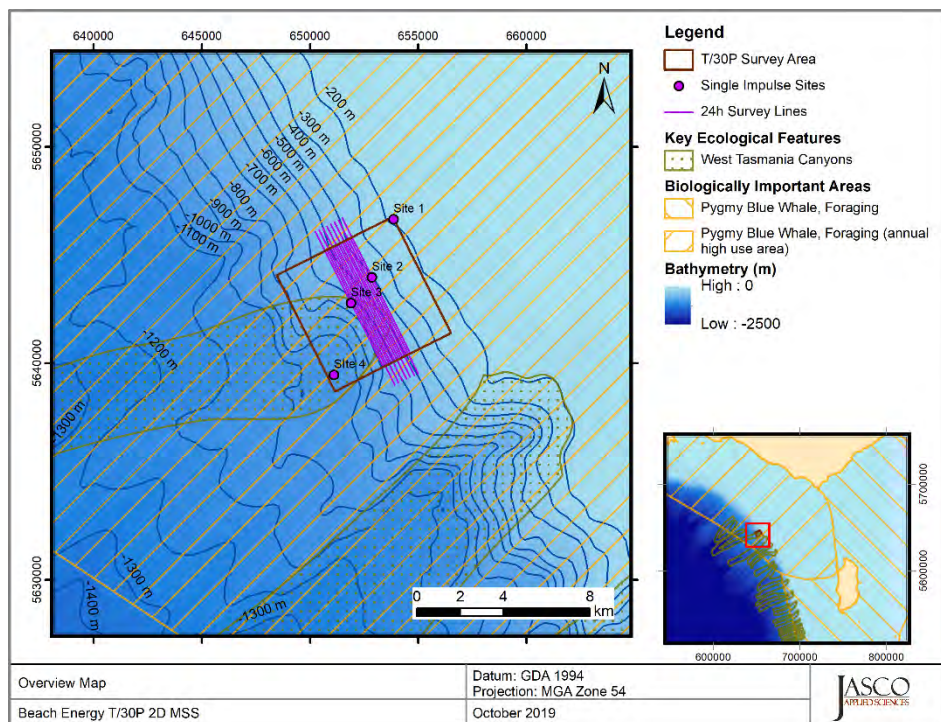 640000
645000
650000
655000
660000
5650000
5640000
5630000
N
-200 m
-300 m
-400 m
-500 m
-600 m
-700 m
-800 m
-900 m
-1000 m
-1100 m
Site 1
Site 2
Site 3
Site 4
-1200 m
-1300 m
-1300 m
-1300 m
-1400 m
0 2 4 8
km
Legend
T/30P Survey Area
Single Impulse Sites
24h Survey Lines
Key Ecological Features
West Tasmania Canyons
Biologically Important Areas
Pygmy Blue Whale, Foraging
Pygmy Blue Whale, Foraging (annual
high use area)
Bathymetry (m)
High : 0
Low : -2500
5700000
5600000
600000
700000
800000
Overview Map
Datum: GDA 1994
Projection: MGA Zone 54
Beach Energy T/30P 2D MSS
October 2019
JASCO
APPLIED SCIENCES